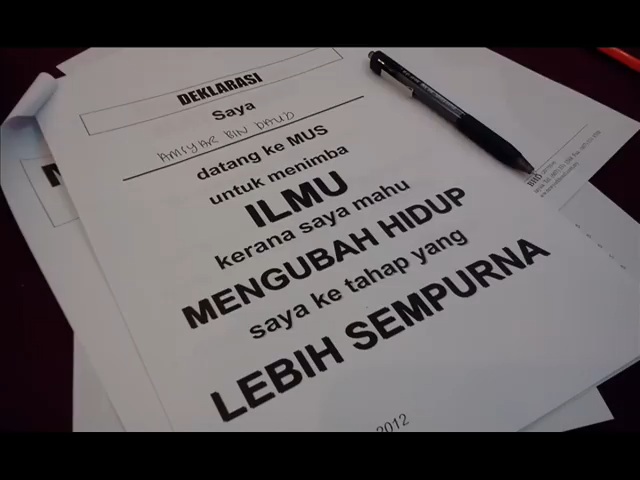 DEKLARASI
Saya
AMSYAR BIN DAUD
datang ke MUS
untuk menimba
ILMU
kerana saya mahu
MENGUBAH HIDUP
saya ke tahap yang
LEBIH SEMPURNA
2012